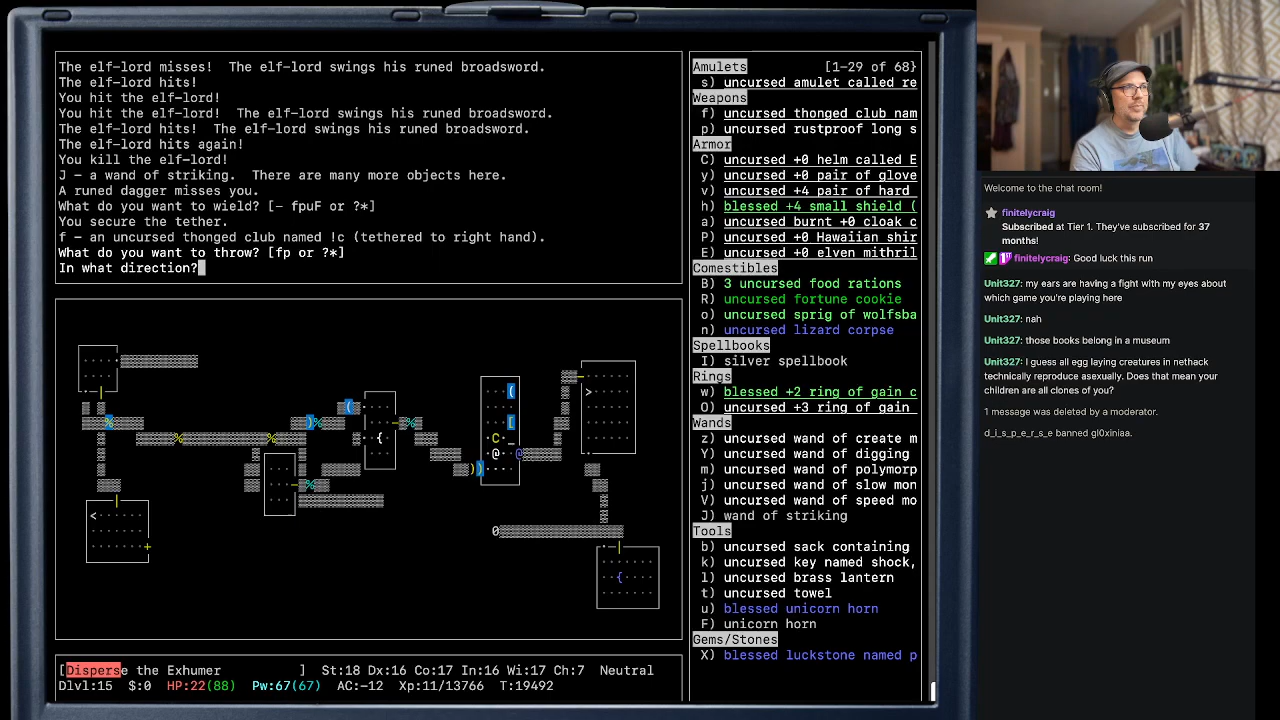 The elf-lord misses!  The elf-lord swings his runed broadsword.
The elf-lord hits!
You hit the elf-lord!
You hit the elf-lord!  The elf-lord swings his runed broadsword.
The elf-lord hits!  The elf-lord swings his runed broadsword.
The elf-lord hits again!
You kill the elf-lord!
J - a wand of striking.  There are many more objects here.
A runed dagger misses you.
What do you want to wield? [- fpuF or ?*]
You secure the tether.
f - an uncursed thonged club named !c (tethered to right hand).
What do you want to throw? [fp or ?*]
In what direction?
[Disperse the Exhumer ] St:18 Dx:16 Co:17 In:16 Wi:17 Ch:7 Neutral
Dlvl:15 $:0 HP:22(88) Pw:67(67) AC:-12 Xp:11/13766 T:19492
Amulets [1-29 of 68}
s) uncursed amulet called re
Weapons
f) uncursed thonged club nam
p) uncursed rustproof long s
Armor
C) uncursed +0 helm called E
y) uncursed +0 pair of glove
v) uncursed +4 pair of hard
h) blessed +4 small shield (
a) uncursed burnt +0 cloak c
P) uncursed +0 Hawaiian shir
E) uncursed +0 elven mithril
Comestibles
B) 3 uncursed food rations
R) uncursed fortune cookie
o) uncursed sprig of wolfsba
n) uncursed lizard corpse
Spellbooks
I) silver spellbook
Rings
w) blessed +2 ring of gain c
O) uncursed +3 ring of gain
Wands
z) uncursed wand of create m
Y) uncursed wand of digging
m) uncursed wand of polymorp
j) uncursed wand of slow mon
V) uncursed wand of speed mo
J) wand of striking
Tools
b) uncursed sack containing
k) uncursed key named shock,
l) uncursed brass lantern
t) uncursed towel
u) blessed unicorn horn
F) unicorn horn
Gems/Stones
X) blessed luckstone named p
Welcome to the chat room!
finitelycraig
Subscribed at Tier 1. They've subscribed for 37
months!
finitelycraig: Good luck this run
Unit327: my ears are having a fight with my eyes about
which game you're playing here
Unit327: nah
Unit327: those books belong in a museum
Unit327: I guess all egg laying creatures in nethack
technically reproduce asexually. Does that mean your
children are all clones of you?
1 message was deleted by a moderator.
d_i_s_p_e_r_s_e banned gl0xiniaa.